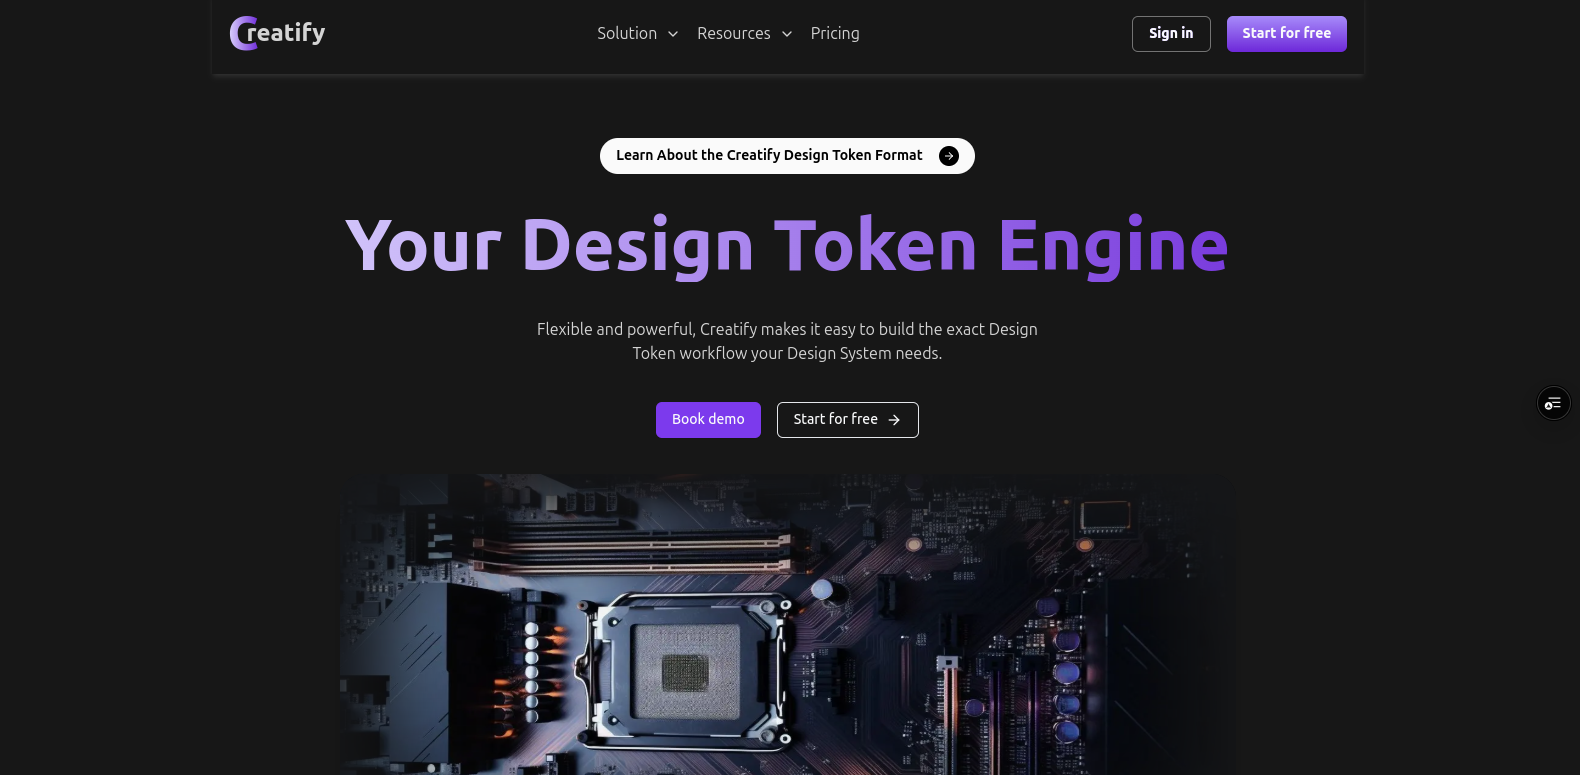 Creatify
Solution
Resources
Pricing
Sign in
Start for free
Learn About the Creatify Design Token Format
Your Design Token Engine
Flexible and powerful, Creatify makes it easy to build the exact Design
Token workflow your Design System needs.
Book demo
Start for free